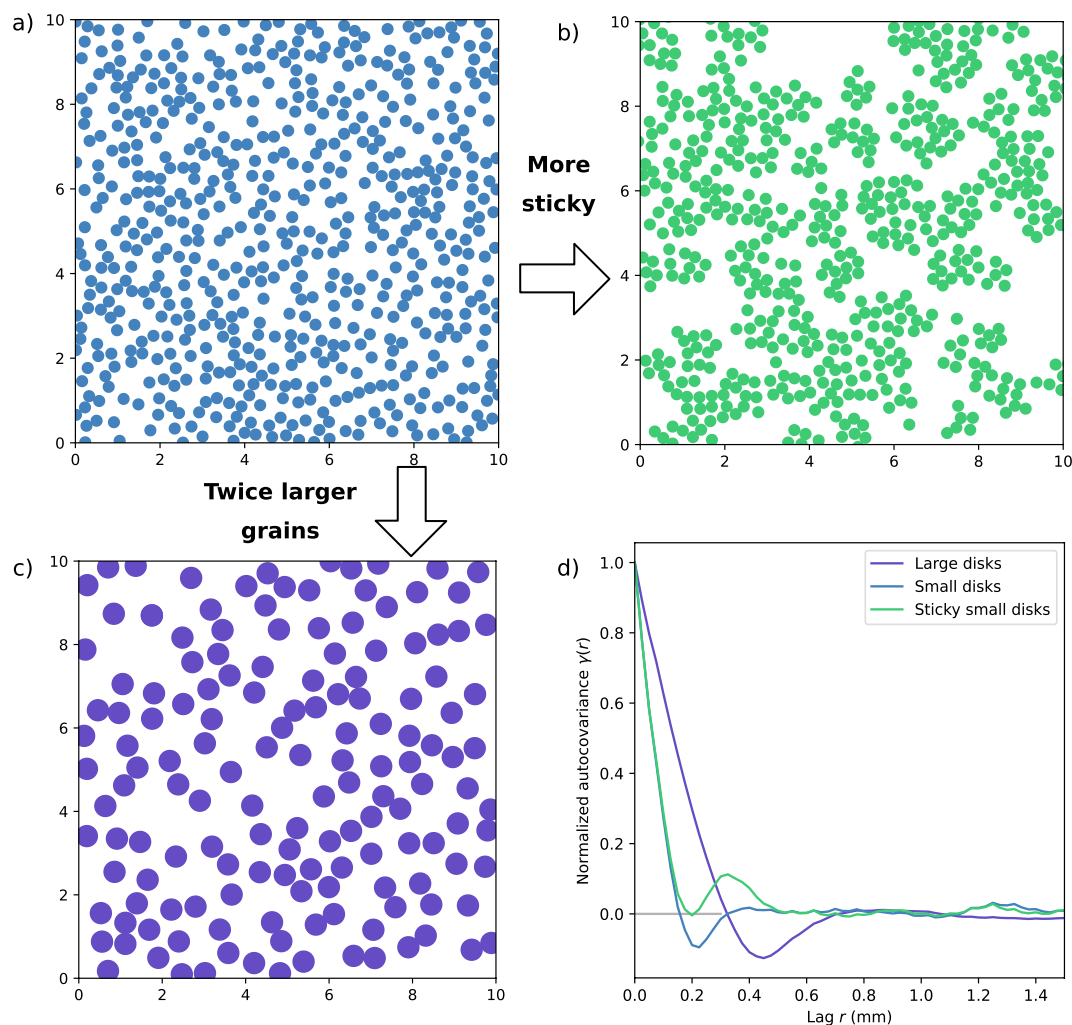 a)
10
8
6
4
2
0
0 2 4 6 8 10
More
sticky
b)
10
8
6
4
2
0
0 2 4 6 8 10
Twice larger
grains
c)
10
8
6
4
2
0
0 2 4 6 8 10
d)
Normalized autocovariance γ(r)
1.0
0.8
0.6
0.4
0.2
0.0
Large disks
Small disks
Sticky small disks
0.0 0.2 0.4 0.6 0.8 1.0 1.2 1.4
Lag r (mm)